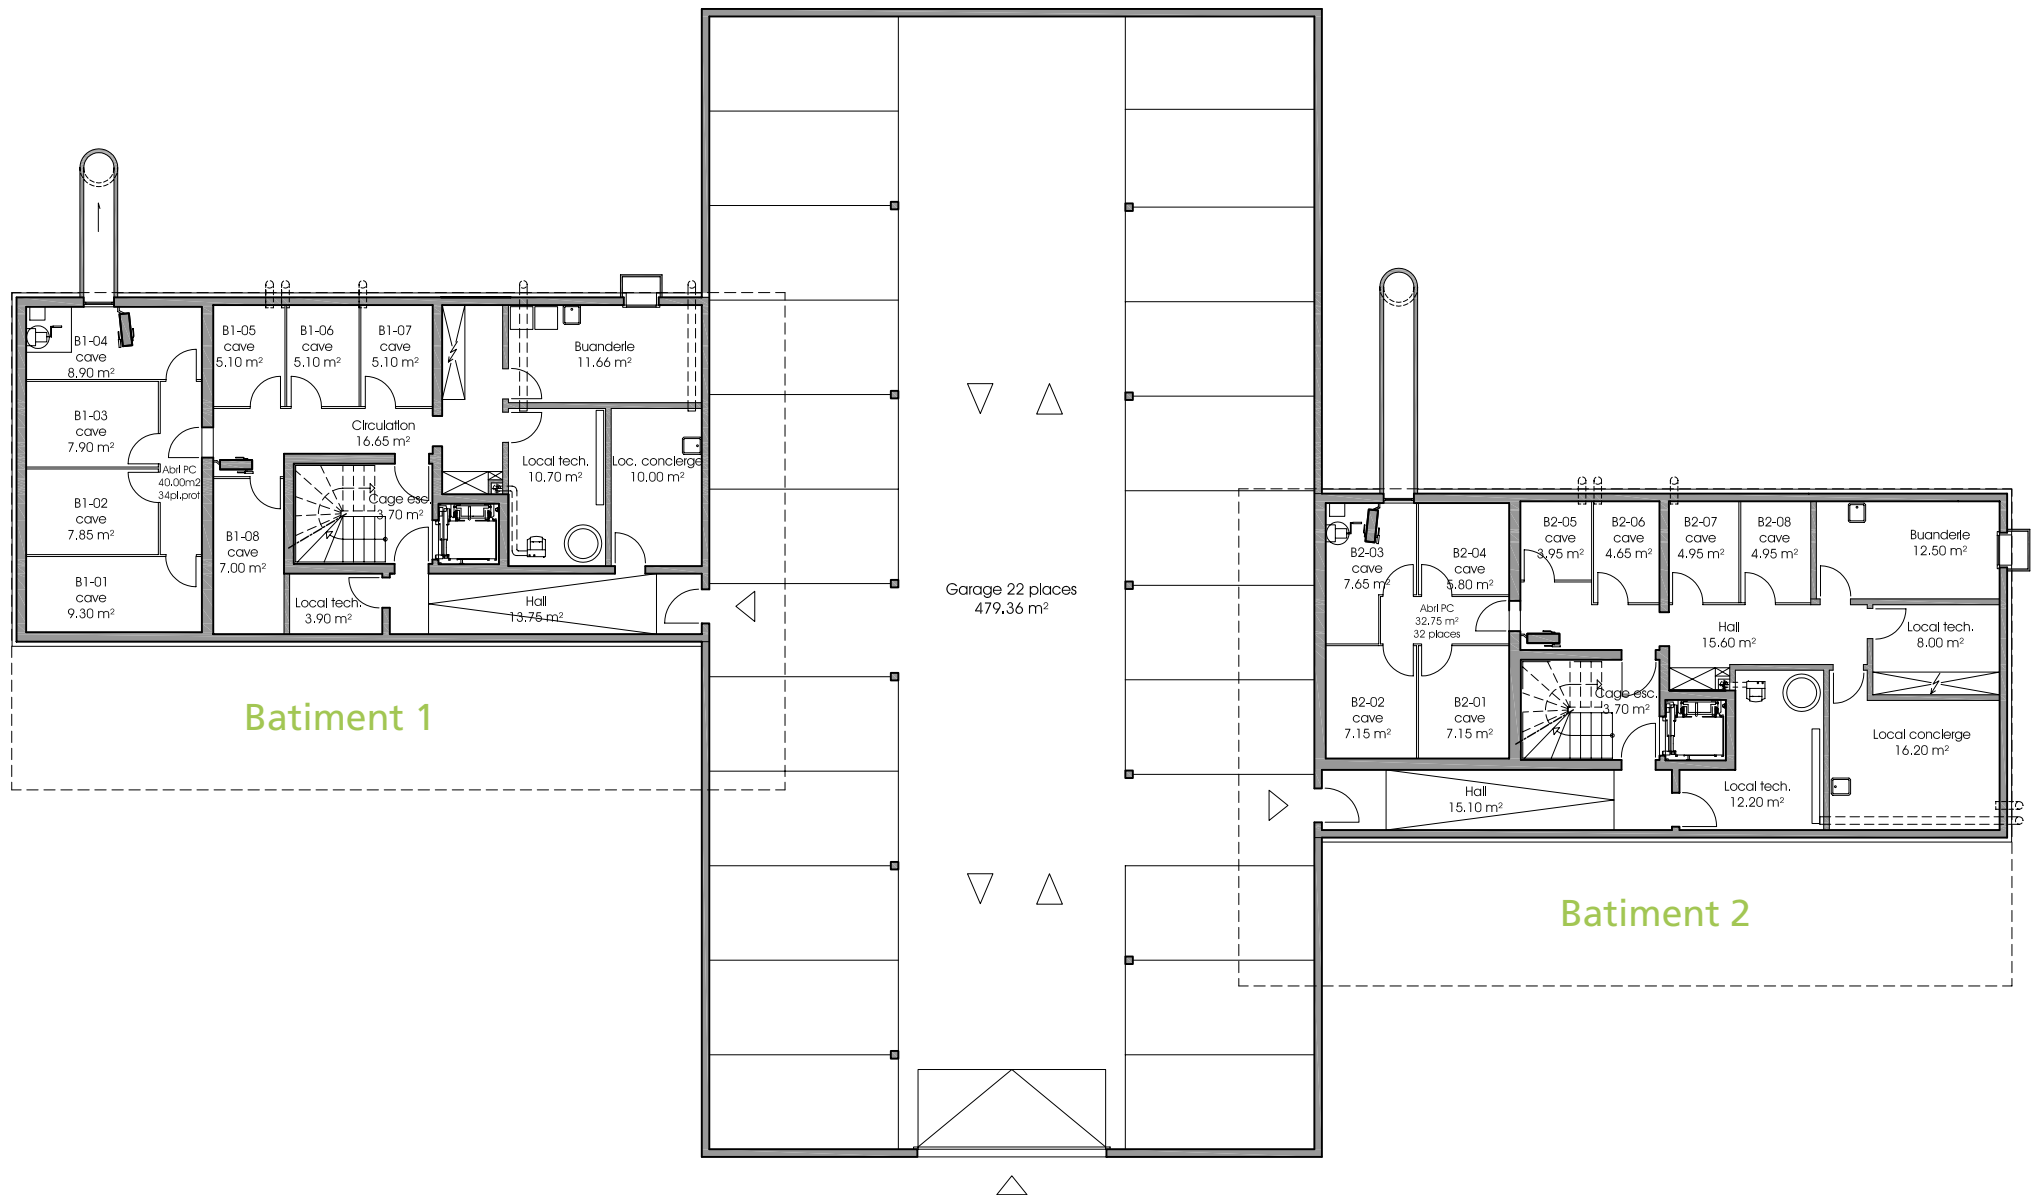 B1-04
cave
8.90 m²
B1-03
cave
7.90 m²
B1-02
cave
7.85 m²
B1-01
cave
9.30 m²
Abri PC
40.00m2
34pl.prot
B1-05
cave
5.10 m²
B1-06
cave
5.10 m²
B1-07
cave
5.10 m²
Circulation
16.65 m²
B1-08
cave
7.00 m²
Cage esc.
3.70 m²
Local tech.
3.90 m²
Hall
13.75 m²
Buanderie
11.66 m²
Local tech.
10.70 m²
Loc. concierge
10.00 m²
Batiment 1
Garage 22 places
479.36 m²
B2-03
cave
7.65 m²
B2-04
cave
5.80 m²
Abri PC
32.75 m²
32 places
B2-02
cave
7.15 m²
B2-01
cave
7.15 m²
B2-05
cave
3.95 m²
B2-06
cave
4.65 m²
B2-07
cave
4.95 m²
B2-08
cave
4.95 m²
Buanderie
12.50 m²
Hall
15.60 m²
Local tech.
8.00 m²
Cage esc.
3.70 m²
Local concierge
16.20 m²
Local tech.
12.20 m²
Hall
15.10 m²
Batiment 2